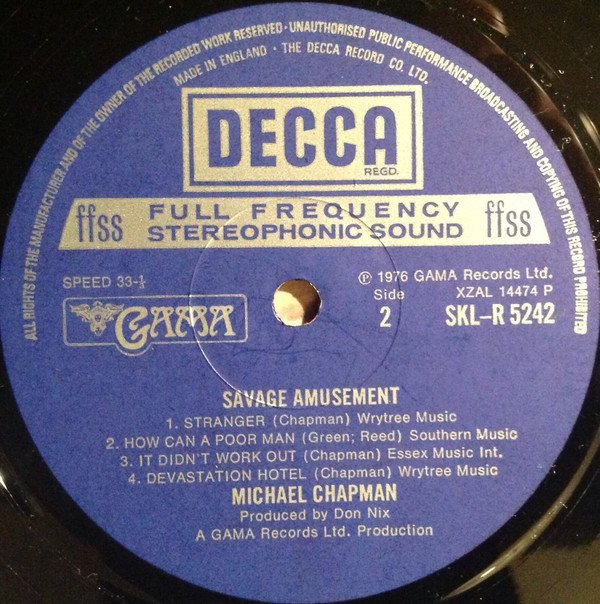 ALL RIGHTS OF THE MANUFACTURER AND OF THE OWNER OF THE RECORDED WORK RESERVED · UNAUTHORISED PUBLIC PERFORMANCE BROADCASTING AND COPYING OF THIS RECORD PROHIBITED
MADE IN ENGLAND · THE DECCA RECORD CO. LTD.
DECCA
REGD.
ffss FULL FREQUENCY STEREOPHONIC SOUND ffss
SPEED 33-⅓
GAMA
℗ 1976 GAMA Records Ltd.
Side XZAL 14474 P
2 SKL–R 5242
SAVAGE AMUSEMENT
1. STRANGER (Chapman) Wrytree Music
2. HOW CAN A POOR MAN (Green; Reed) Southern Music
3. IT DIDN'T WORK OUT (Chapman) Essex Music Int.
4. DEVASTATION HOTEL (Chapman) Wrytree Music
MICHAEL CHAPMAN
Produced by Don Nix
A GAMA Records Ltd. Production